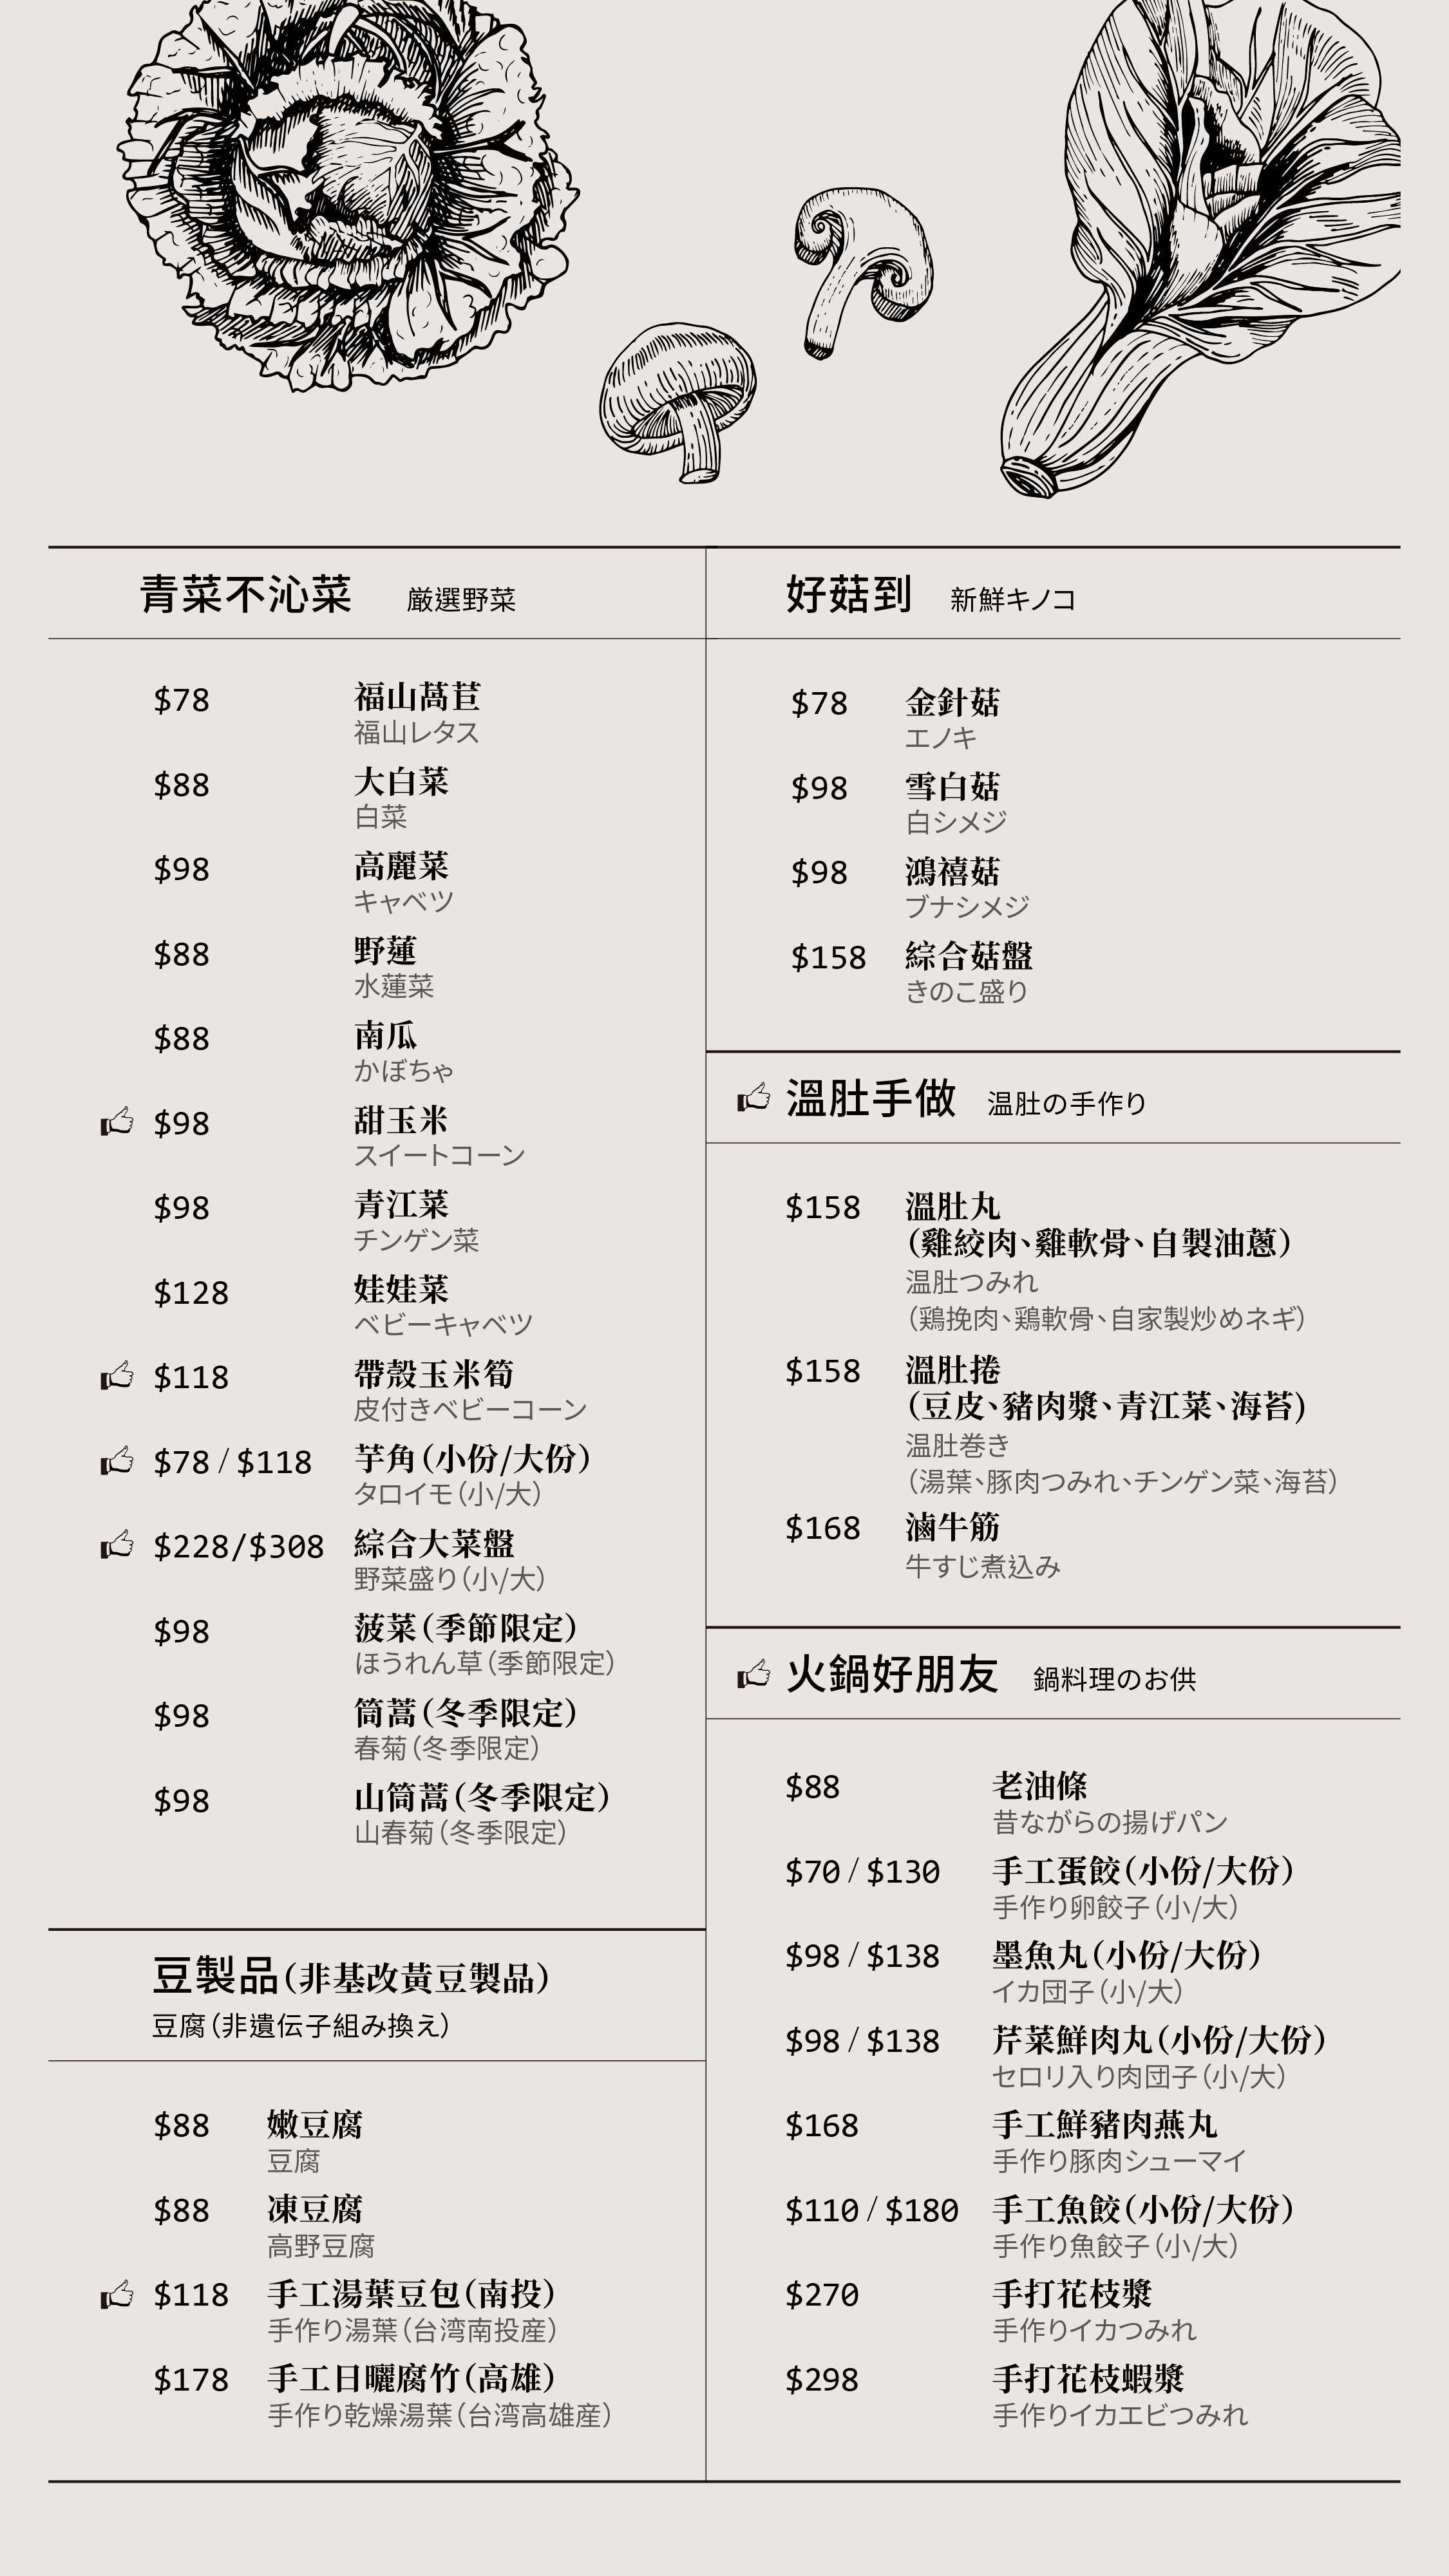 青菜不沁菜 厳選野菜
$78 福山萵苣
福山レタス
$88 大白菜
白菜
$98 高麗菜
キャベツ
$88 野蓮
水蓮菜
$88 南瓜
かぼちゃ
$98 甜玉米
スイートコーン
$98 青江菜
チンゲン菜
$128 娃娃菜
ベビーキャベツ
$118 帶殼玉米筍
皮付きベビーコーン
$78 / $118 芋角(小份/大份)
タロイモ(小/大)
$228/$308 綜合大菜盤
野菜盛り(小/大)
$98 菠菜(季節限定)
ほうれん草(季節限定)
$98 筒蒿(冬季限定)
春菊(冬季限定)
$98 山筒蒿(冬季限定)
山春菊(冬季限定)
豆製品(非基改黃豆製品)
豆腐(非遺伝子組み換え)
$88 嫩豆腐
豆腐
$88 凍豆腐
高野豆腐
$118 手工湯葉豆包(南投)
手作り湯葉(台湾南投産)
$178 手工日曬腐竹(高雄)
手作り乾燥湯葉(台湾高雄産)
好菇到 新鮮キノコ
$78 金針菇
エノキ
$98 雪白菇
白シメジ
$98 鴻禧菇
ブナシメジ
$158 綜合菇盤
きのこ盛り
溫肚手做 温肚の手作り
$158 溫肚丸
(雞絞肉、雞軟骨、自製油蔥)
温肚つみれ
(鶏挽肉、鶏軟骨、自家製炒めネギ)
$158 溫肚捲
(豆皮、豬肉漿、青江菜、海苔)
温肚巻き
(湯葉、豚肉つみれ、チンゲン菜、海苔)
$168 滷牛筋
牛すじ煮込み
火鍋好朋友 鍋料理のお供
$88 老油條
昔ながらの揚げパン
$70 / $130 手工蛋餃(小份/大份)
手作り卵餃子(小/大)
$98 / $138 墨魚丸(小份/大份)
イカ団子(小/大)
$98 / $138 芹菜鮮肉丸(小份/大份)
セロリ入り肉団子(小/大)
$168 手工鮮豬肉燕丸
手作り豚肉シューマイ
$110 / $180 手工魚餃(小份/大份)
手作り魚餃子(小/大)
$270 手打花枝漿
手作りイカつみれ
$298 手打花枝蝦漿
手作りイカエビつみれ